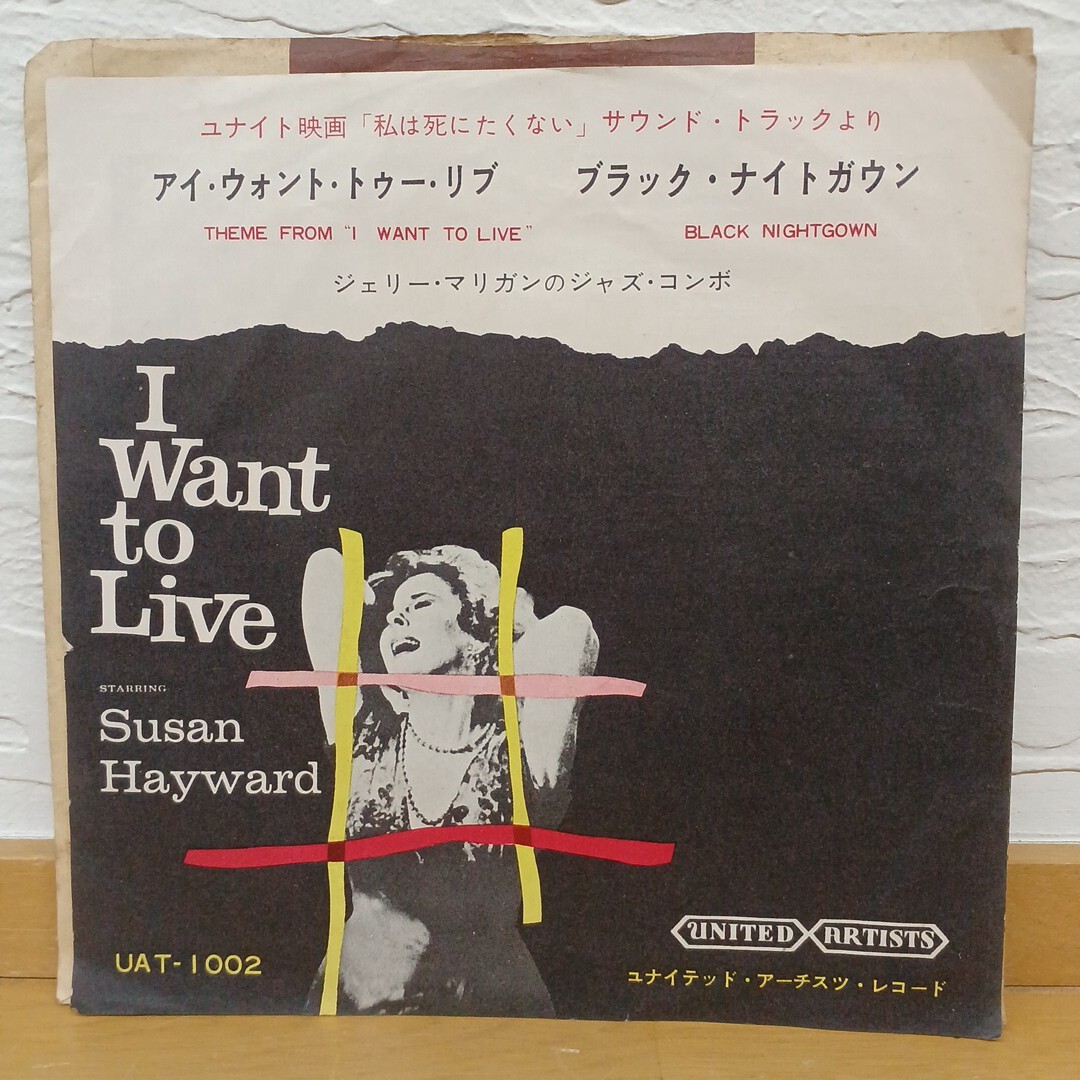 ユナイト映画「私は死にたくない」サウンド・トラックより
アイ・ウォント・トゥー・リブ ブラック・ナイトガウン
THEME FROM "I WANT TO LIVE" BLACK NIGHTGOWN
ジェリー・マリガンのジャズ・コンボ
I
Want
to
Live
STARRING
Susan
Hayward
UAT-1002
UNITED ARTISTS
ユナイテッド・アーチスツ・レコード